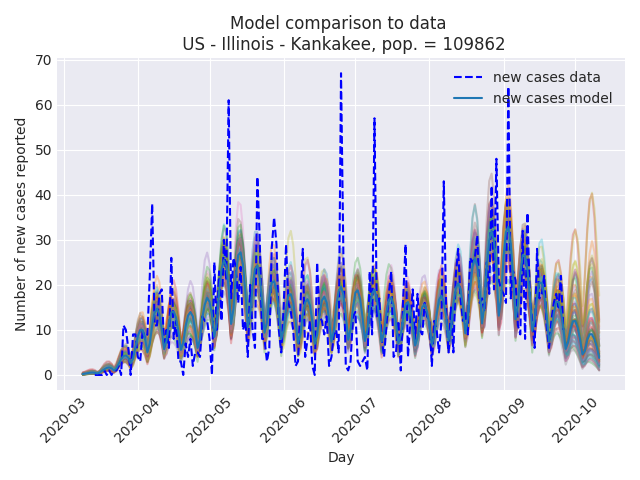 Model comparison to data
US - Illinois - Kankakee, pop. = 109862
Number of new cases reported
70
60
50
40
30
20
10
0
new cases data
new cases model
2020-03
2020-04
2020-05
2020-06
2020-07
2020-08
2020-09
2020-10
Day